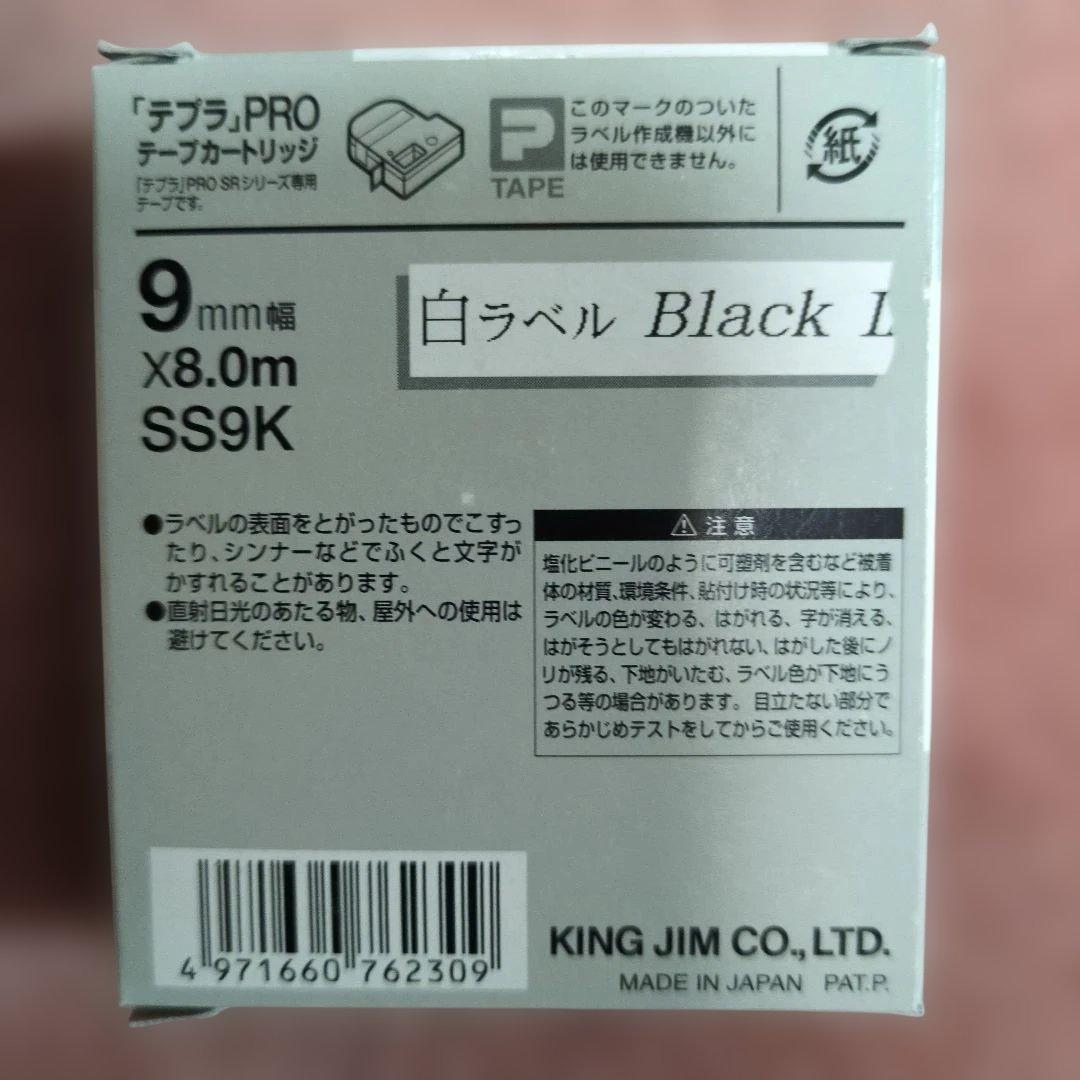 「テプラ」PRO
テープカートリッジ
「テプラ」PRO SRシリーズ専用
テープです。
TAPE
このマークのついた
ラベル作成機以外に
は使用できません。
紙
9mm幅
X8.0m
SS9K
白ラベル Black L
●ラベルの表面をとがったものでこすっ
たり、シンナーなどでふくと文字が
かすれることがあります。
●直射日光のあたる物、屋外への使用は
避けてください。
注意
塩化ビニールのように可塑剤を含むなど被着
体の材質、環境条件、貼付け時の状況等により、
ラベルの色が変わる、はがれる、字が消える、
はがそうとしてもはがれない、はがした後にノ
リが残る、下地がいたむ、ラベル色が下地にう
つる等の場合があります。目立たない部分で
あらかじめテストをしてからご使用ください。
4 971660 762309
KING JIM CO., LTD.
MADE IN JAPAN PAT.P.